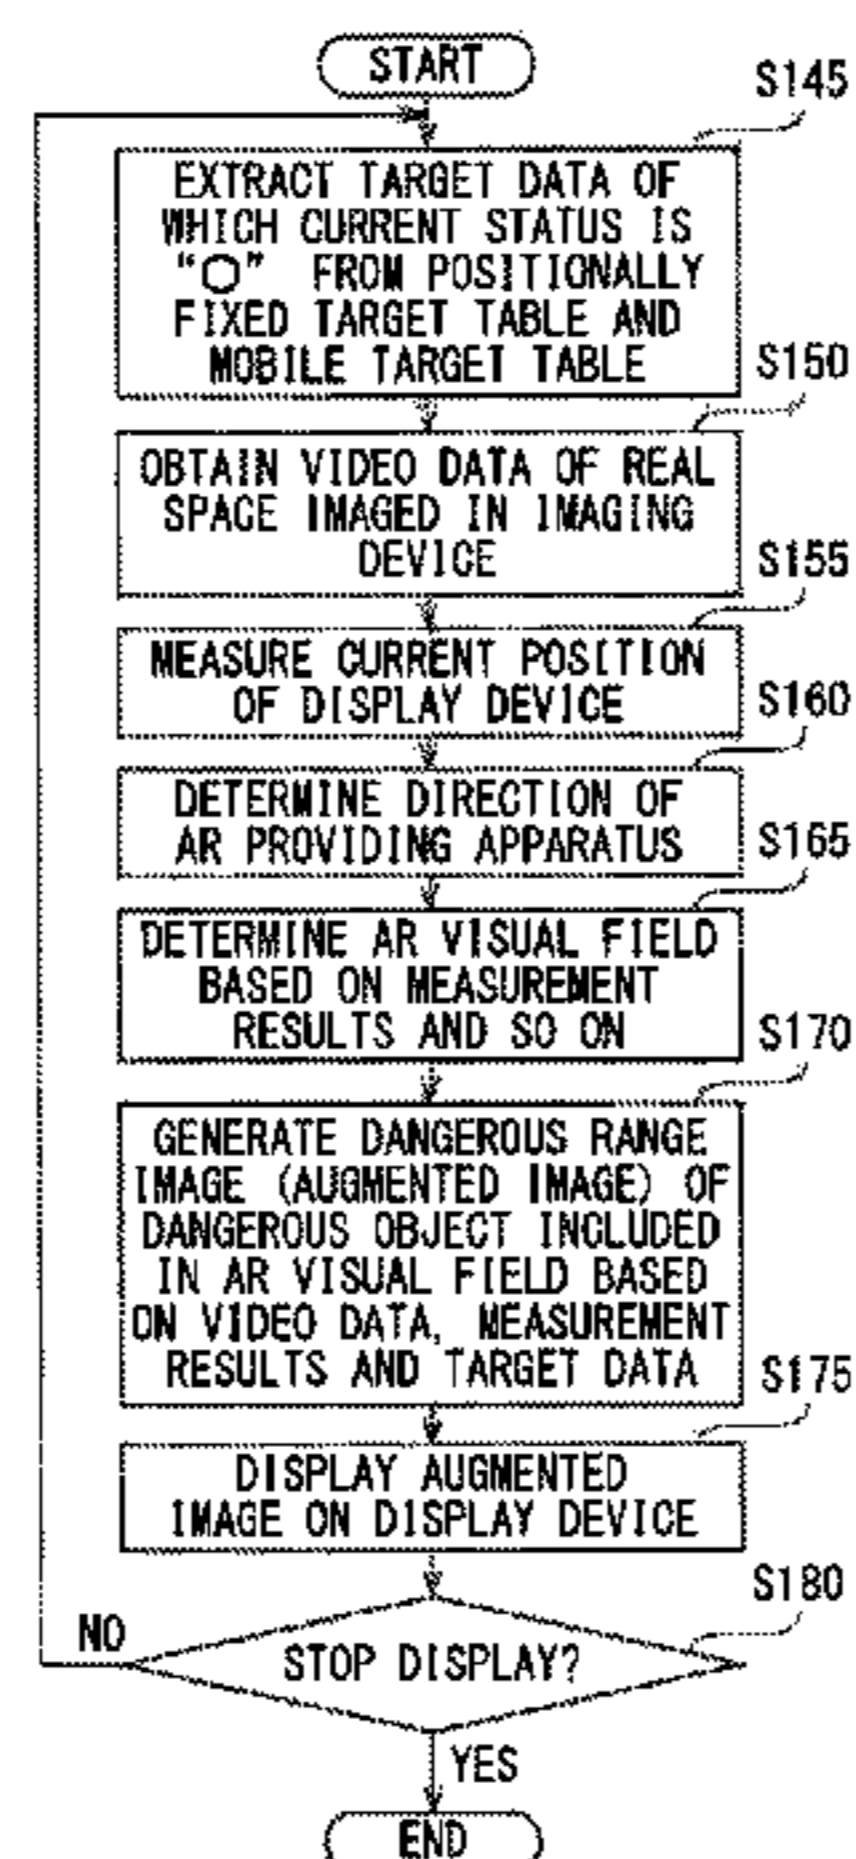 START
S145
EXTRACT TARGET DATA OF
WHICH CURRENT STATUS IS
“○” FROM POSITIONALLY
FIXED TARGET TABLE AND
MOBILE TARGET TABLE
S150
OBTAIN VIDEO DATA OF REAL
SPACE IMAGED IN IMAGING
DEVICE
S155
MEASURE CURRENT POSITION
OF DISPLAY DEVICE
S160
DETERMINE DIRECTION OF
AR PROVIDING APPARATUS
S165
DETERMINE AR VISUAL FIELD
BASED ON MEASUREMENT
RESULTS AND SO ON
S170
GENERATE DANGEROUS RANGE
IMAGE (AUGMENTED IMAGE) OF
DANGEROUS OBJECT INCLUDED
IN AR VISUAL FIELD BASED
ON VIDEO DATA, MEASUREMENT
RESULTS AND TARGET DATA
S175
DISPLAY AUGMENTED
IMAGE ON DISPLAY DEVICE
S180
NO
STOP DISPLAY?
YES
END